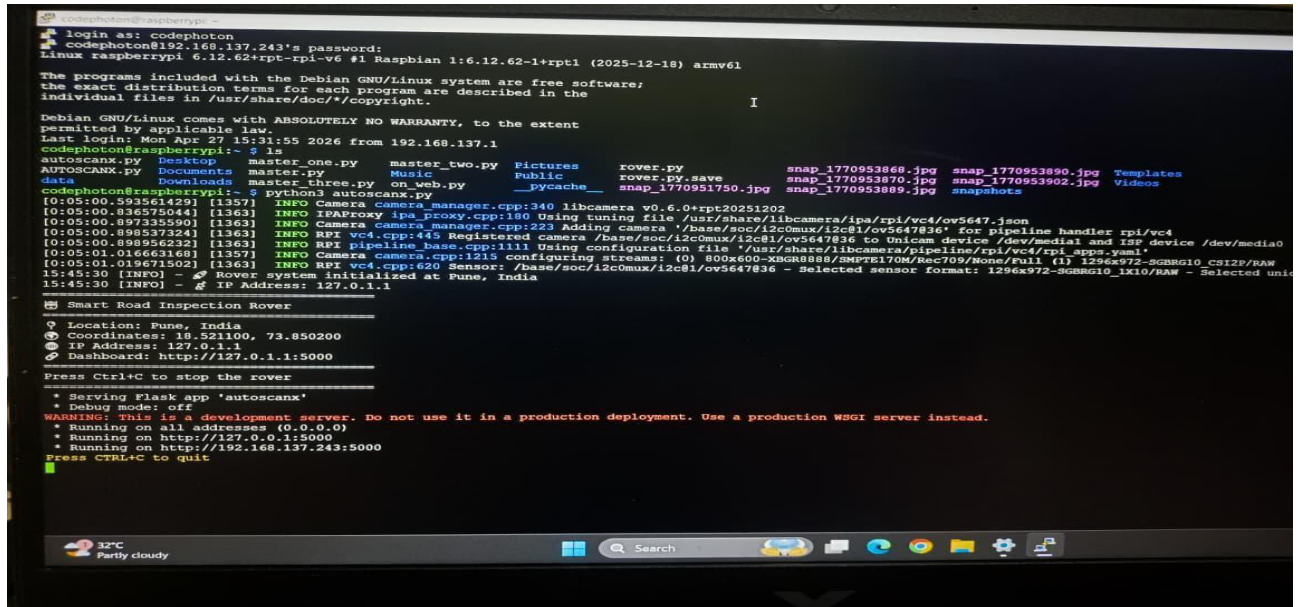 codephoton@raspberrypi: ~
login as: codephoton
codephoton@192.168.137.243's password:
Linux raspberrypi 6.12.62+rpt-rpi-v6 #1 Raspbian 1:6.12.62-1+rpt1 (2025-12-18) armv6l
The programs included with the Debian GNU/Linux system are free software;
the exact distribution terms for each program are described in the
individual files in /usr/share/doc/*/copyright.
Debian GNU/Linux comes with ABSOLUTELY NO WARRANTY, to the extent
permitted by applicable law.
Last login: Mon Apr 27 15:31:55 2026 from 192.168.137.1
codephoton@raspberrypi:~ $ ls
autoscanx.py Desktop master_one.py master_two.py Pictures rover.py snap_1770953868.jpg snap_1770953890.jpg Templates
AUTOSCANX.py Documents master.py Music Public rover.py.save snap_1770953870.jpg snap_1770953902.jpg Videos
data Downloads master_three.py on_web.py __pycache__ snap_1770951750.jpg snap_1770953889.jpg snapshots
codephoton@raspberrypi:~ $ python3 autoscanx.py
[0:05:00.593561429] [1357] INFO Camera camera_manager.cpp:340 libcamera v0.6.0+rpt20251202
[0:05:00.836575044] [1363] INFO IPAProxy ipa_proxy.cpp:180 Using tuning file /usr/share/libcamera/ipa/rpi/vc4/ov5647.json
[0:05:00.897335590] [1363] INFO Camera camera_manager.cpp:223 Adding camera '/base/soc/i2c0mux/i2c@1/ov5647@36' for pipeline handler rpi/vc4
[0:05:00.898537324] [1363] INFO RPI vc4.cpp:445 Registered camera /base/soc/i2c0mux/i2c@1/ov5647@36 to Unicam device /dev/media1 and ISP device /dev/media0
[0:05:00.898956232] [1363] INFO RPI pipeline_base.cpp:1111 Using configuration file '/usr/share/libcamera/pipeline/rpi/vc4/rpi_apps.yaml'
[0:05:01.016663168] [1357] INFO Camera camera.cpp:1215 configuring streams: (0) 800x600-XBGR8888/SMPTE170M/Rec709/None/Full (1) 1296x972-SGBRG10_CSI2P/RAW
[0:05:01.019671502] [1363] INFO RPI vc4.cpp:620 Sensor: /base/soc/i2c0mux/i2c@1/ov5647@36 - Selected sensor format: 1296x972-SGBRG10_1X10/RAW - Selected unic
15:45:30 [INFO] - Rover system initialized at Pune, India
15:45:30 [INFO] - IP Address: 127.0.1.1
Smart Road Inspection Rover
Location: Pune, India
Coordinates: 18.521100, 73.850200
IP Address: 127.0.1.1
Dashboard: http://127.0.1.1:5000
Press Ctrl+C to stop the rover
* Serving Flask app 'autoscanx'
* Debug mode: off
WARNING: This is a development server. Do not use it in a production deployment. Use a production WSGI server instead.
* Running on all addresses (0.0.0.0)
* Running on http://127.0.0.1:5000
* Running on http://192.168.137.243:5000
Press CTRL+C to quit
32°C
Partly cloudy
Search